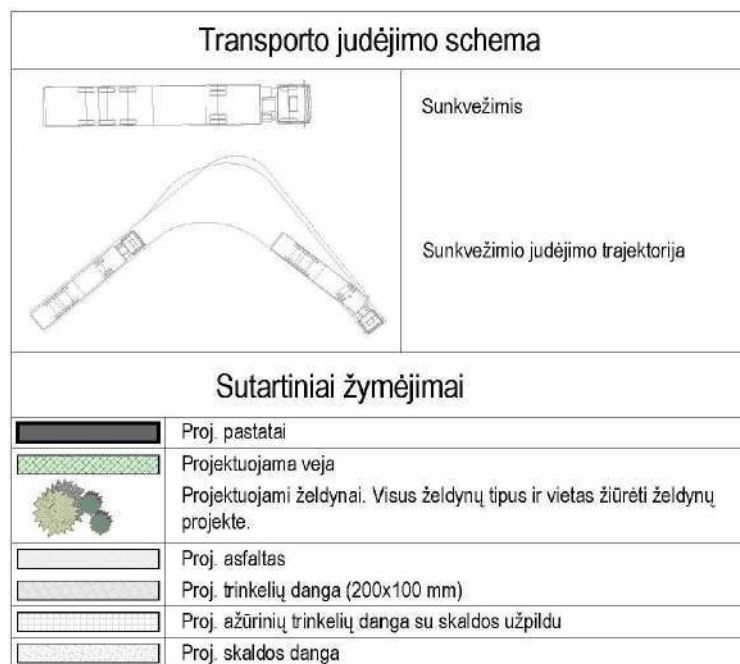 Transporto judėjimo schema
Sunkvežimis
Sunkvežimio judėjimo trajektorija
Sutartiniai žymėjimai
Proj. pastatai
Projektuojama veja
Projektuojami želdynai. Visus želdynų tipus ir vietas žiūrėti želdynų
projekte.
Proj. asfaltas
Proj. trinkelių danga (200x100 mm)
Proj. ažūrinių trinkelių danga su skaldos užpildu
Proj. skaldos danga